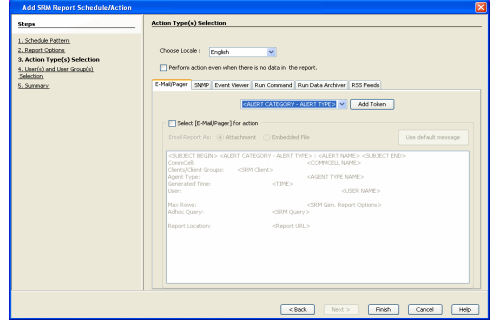 Add SRM Report Schedule/Action
Steps
1. Schedule Pattern
2. Report Options
3. Action Type(s) Selection
4. User(s) and User Group(s) Selection
5. Summary
Action Type(s) Selection
Choose Locale : English
Perform action even when there is no data in the report.
E-Mail/Pager SNMP Event Viewer Run Command Run Data Archiver RSS Feeds
<ALERT CATEGORY - ALERT TYPE> Add Token
Select [E-Mail/Pager] for action
Email Report As: Attachment Embedded File Use default message
<SUBJECT BEGIN> <ALERT CATEGORY - ALERT TYPE> : <ALERT NAME> <SUBJECT END>
CommCell <COMMCELL NAME>
Clients/Client Groups: <SRM Client>
Agent Type: <AGENT TYPE NAME>
Generated Time: <TIME>
User: <USER NAME>
Max Rows: <SRM Gen. Report Options>
Adhoc Query: <SRM Query>
Report Location: <Report URL>
< Back Next > Finish Cancel Help